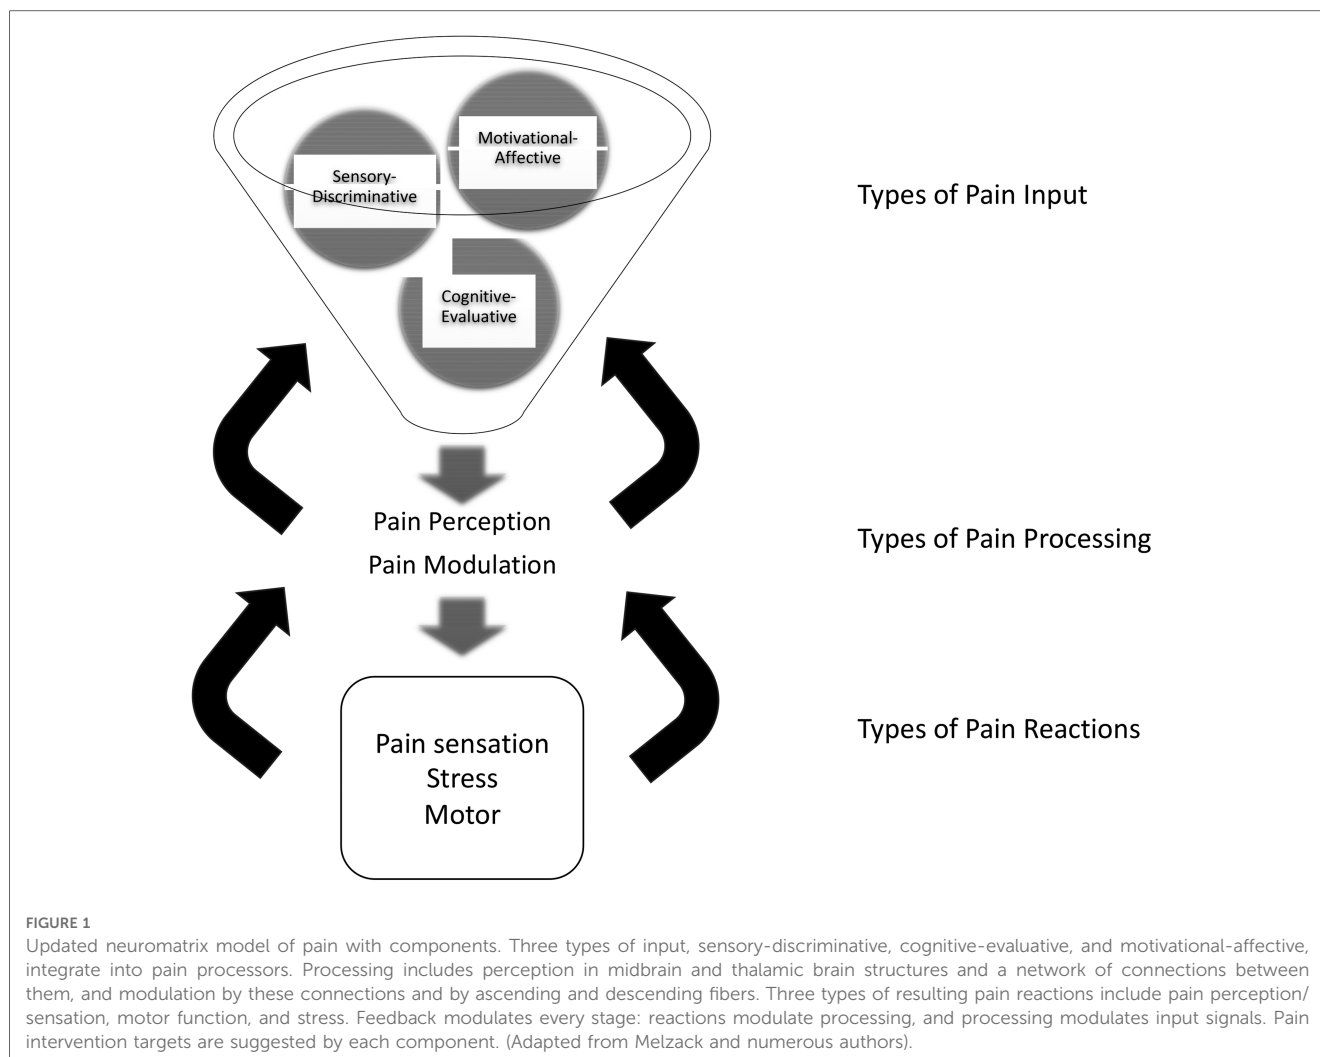 Motivational-
Affective
Sensory-
Discriminative
Types of Pain Input
Cognitive-
Evaluative
Pain Perception
Pain Modulation
Types of Pain Processing
Pain sensation
Stress
Motor
Types of Pain Reactions
FIGURE 1
Updated neuromatrix model of pain with components. Three types of input, sensory-discriminative, cognitive-evaluative, and motivational-affective,
integrate into pain processors. Processing includes perception in midbrain and thalamic brain structures and a network of connections between
them, and modulation by these connections and by ascending and descending fibers. Three types of resulting pain reactions include pain perception/
sensation, motor function, and stress. Feedback modulates every stage: reactions modulate processing, and processing modulates input signals. Pain
intervention targets are suggested by each component. (Adapted from Melzack and numerous authors).